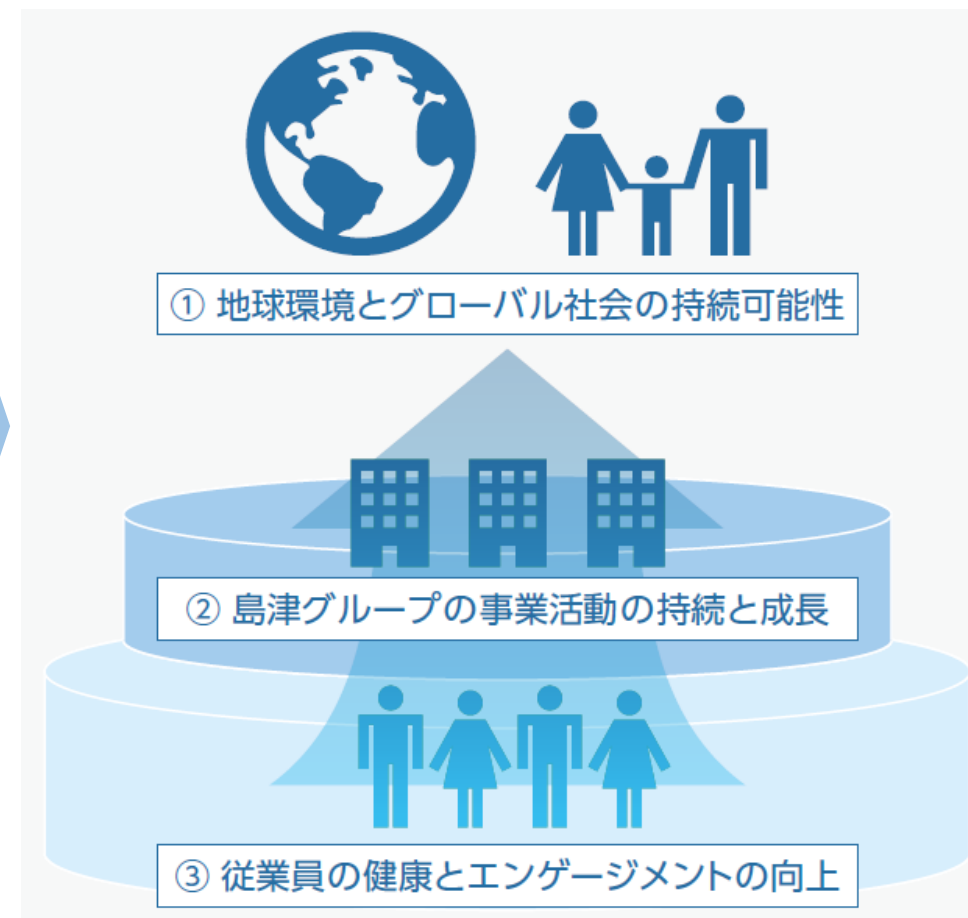 ① 地球環境とグローバル社会の持続可能性
② 島津グループの事業活動の持続と成長
③ 従業員の健康とエンゲージメントの向上